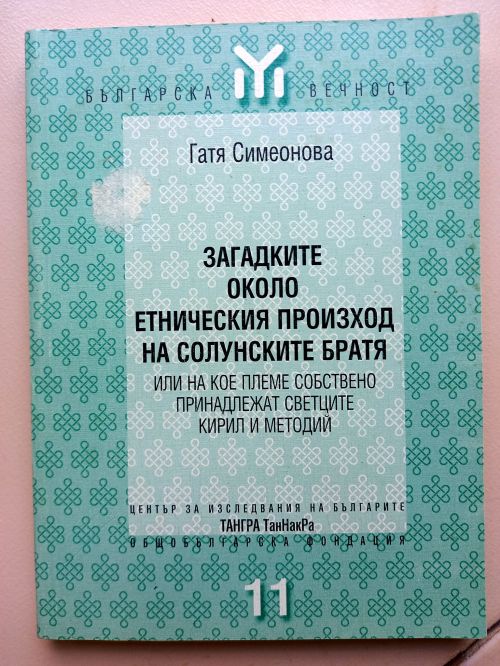 БЪЛГАРСКА ВЕЧНОСТ
Гатя Симеонова
ЗАГАДКИТЕ
ОКОЛО
ЕТНИЧЕСКИЯ ПРОИЗХОД
НА СОЛУНСКИТЕ БРАТЯ
ИЛИ НА КОЕ ПЛЕМЕ СОБСТВЕНО
ПРИНАДЛЕЖАТ СВЕТЦИТЕ
КИРИЛ И МЕТОДИЙ
ЦЕНТЪР ЗА ИЗСЛЕДВАНИЯ НА БЪЛГАРИТЕ
ТАНГРА ТанНакРа
ОБЩОБЪЛГАРСКА ФОНДАЦИЯ
11